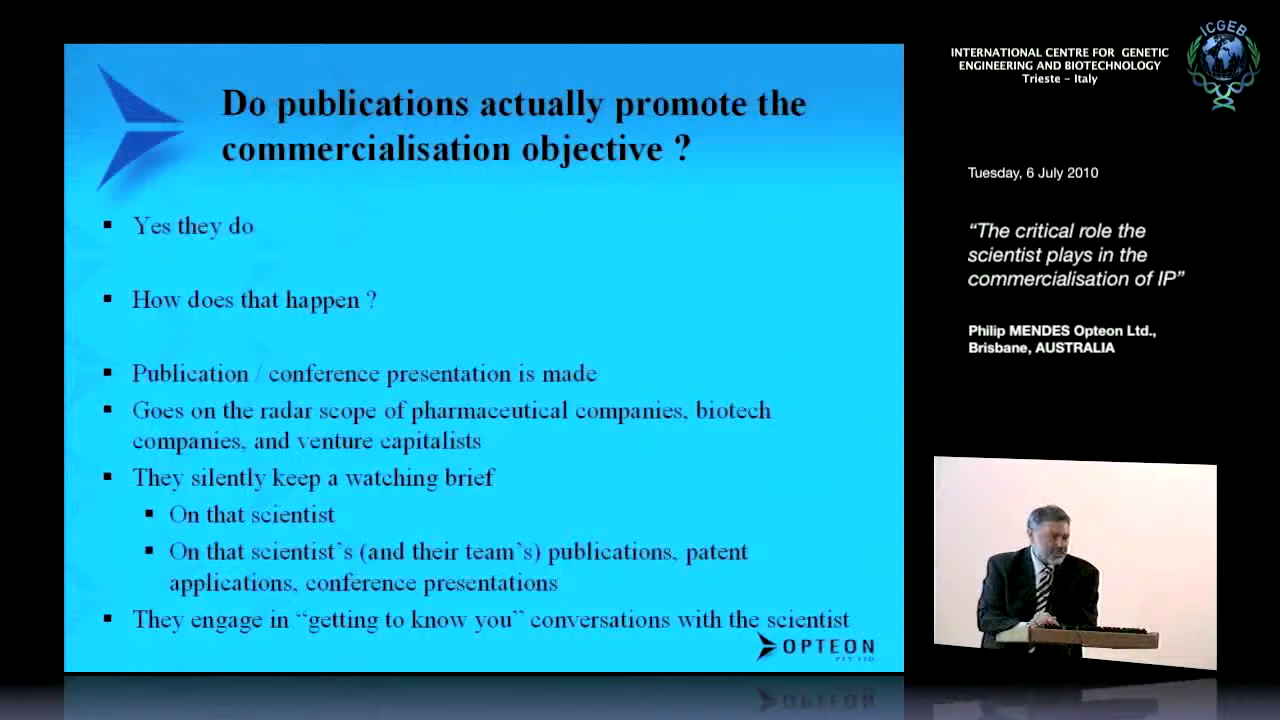 Do publications actually promote the
commercialisation objective ?
▪ Yes they do
▪ How does that happen ?
▪ Publication / conference presentation is made
▪ Goes on the radar scope of pharmaceutical companies, biotech
companies, and venture capitalists
▪ They silently keep a watching brief
▪ On that scientist
▪ On that scientist's (and their team's) publications, patent
applications, conference presentations
▪ They engage in “getting to know you” conversations with the scientist
OPTEON
PTY LTD
INTERNATIONAL CENTRE FOR GENETIC
ENGINEERING AND BIOTECHNOLOGY
Trieste - Italy
ICGEB
Tuesday, 6 July 2010
“The critical role the
scientist plays in the
commercialisation of IP”
Philip MENDES Opteon Ltd.,
Brisbane, AUSTRALIA